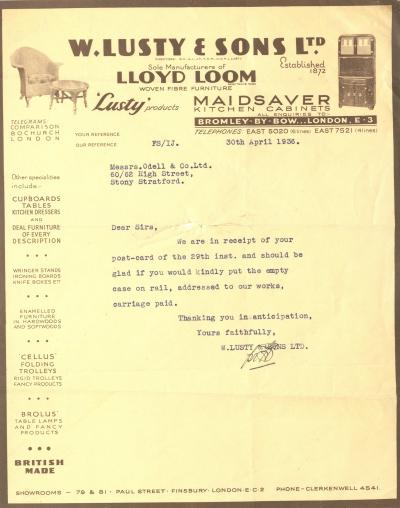 W. LUSTY & SONS LTD.
Sole Manufacturers of
Established
1872
LLOYD LOOM
WOVEN FIBRE FURNITURE
"Lusty" products
MAIDSAVER
KITCHEN CABINETS
ALL ENQUIRIES TO:-
BROMLEY-BY-BOW... LONDON, E·3
TELEPHONES: EAST 5020 (6 lines) EAST 7521 (4 lines)
TELEGRAMS:
COMPARISON
BOCHURCH
LONDON
YOUR REFERENCE
OUR REFERENCE
FS/IJ.
30th April 1936.
Messrs.Odell & Co.Ltd.
60/62 High Street,
Stony Stratford.
Dear Sirs,
We are in receipt of your
post-card of the 29th inst. and should be
glad if you would kindly put the empty
case on rail, addressed to our works,
carriage paid.
Thanking you in anticipation,
Yours faithfully,
W.LUSTY & SONS LTD.
Other specialities
include:-
CUPBOARDS
TABLES
KITCHEN DRESSERS
AND
DEAL FURNITURE
OF EVERY
DESCRIPTION
WRINGER STANDS
IRONING BOARDS
KNIFE BOXES ETC
ENAMELLED
FURNITURE
IN HARDWOODS
AND SOFTWOODS
'CELLUS'
FOLDING
TROLLEYS
RIGID TROLLEYS
FANCY PRODUCTS
'BROLUS'
TABLE LAMPS
AND FANCY
PRODUCTS
BRITISH
MADE
SHOWROOMS - 79 & 81 · PAUL STREET · FINSBURY · LONDON · E·C·2 PHONE - CLERKENWELL 4541